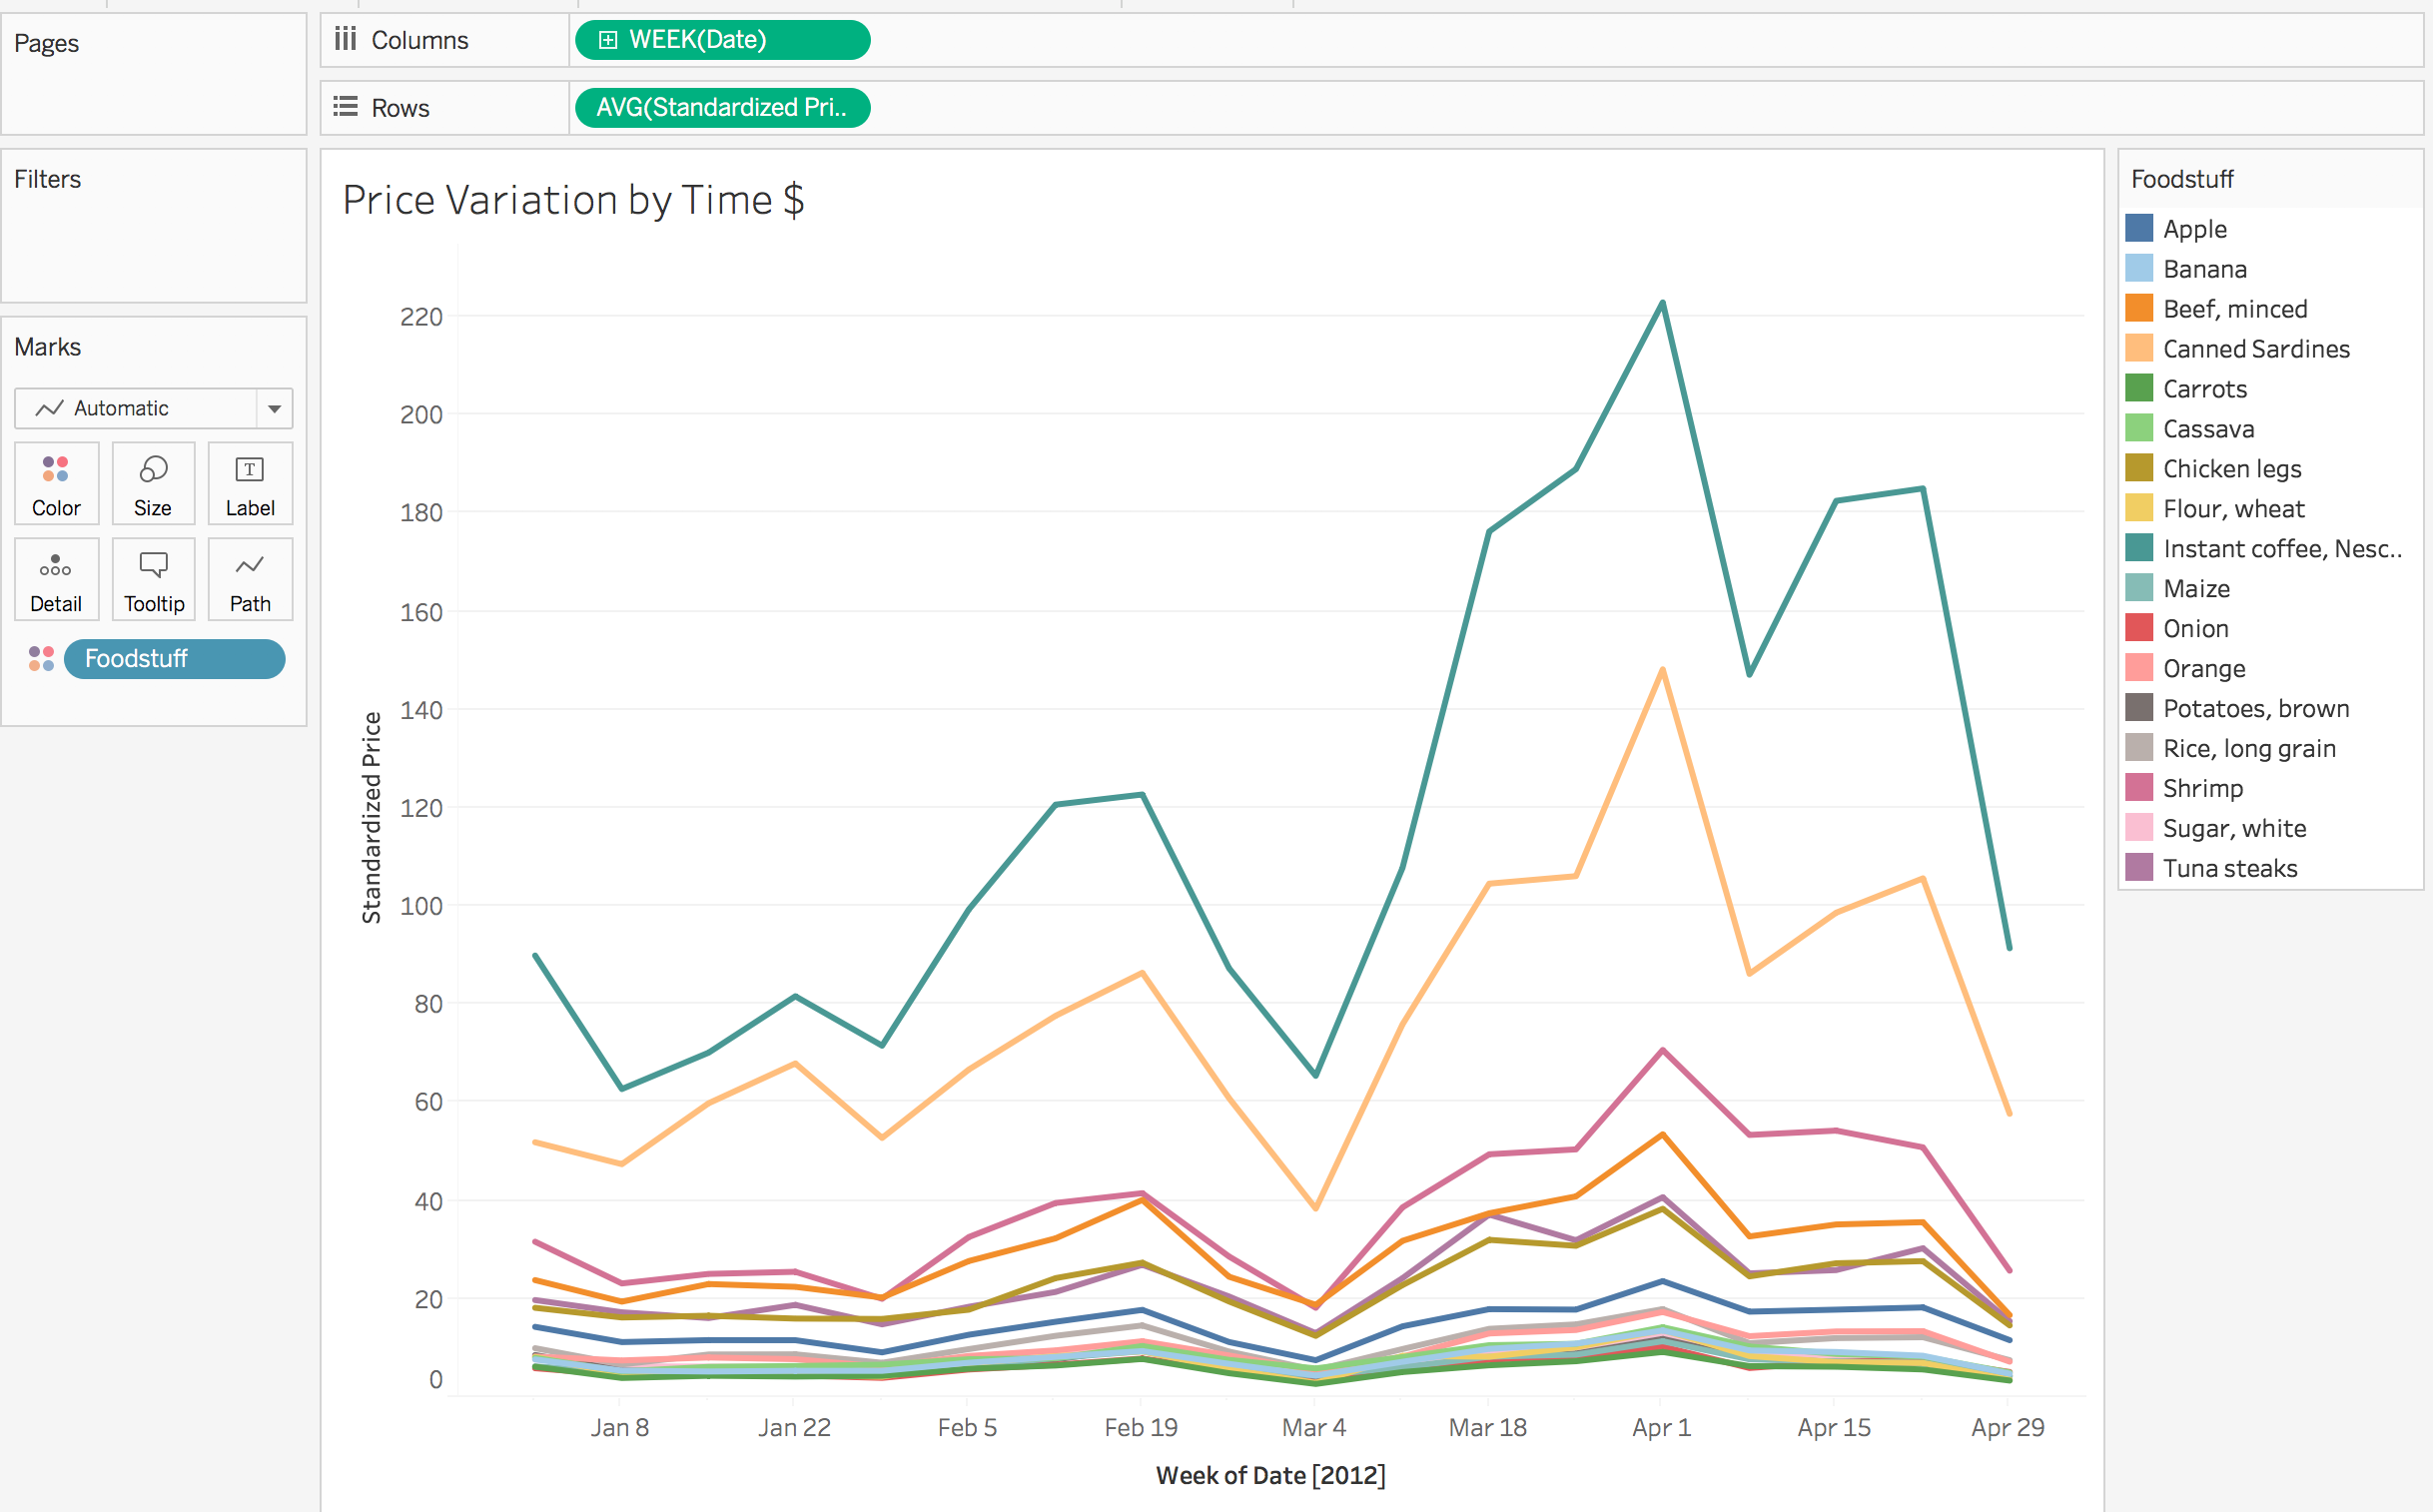 Pages
Columns
WEEK(Date)
Rows
AVG(Standardized Pri..
Filters
Marks
Automatic
Color
Size
Label
Detail
Tooltip
Path
Foodstuff
Price Variation by Time $
Standardized Price
220
200
180
160
140
120
100
80
60
40
20
0
Jan 8
Jan 22
Feb 5
Feb 19
Mar 4
Mar 18
Apr 1
Apr 15
Apr 29
Week of Date [2012]
Foodstuff
Apple
Banana
Beef, minced
Canned Sardines
Carrots
Cassava
Chicken legs
Flour, wheat
Instant coffee, Nesc..
Maize
Onion
Orange
Potatoes, brown
Rice, long grain
Shrimp
Sugar, white
Tuna steaks